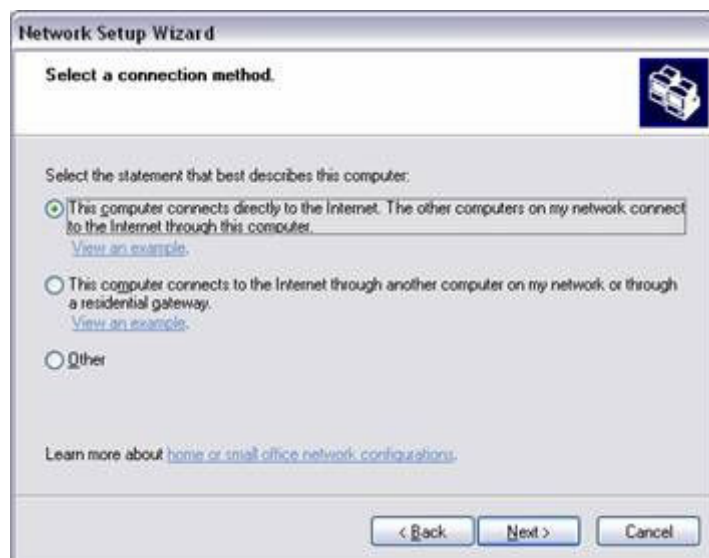 Network Setup Wizard
Select a connection method.
Select the statement that best describes this computer:
This computer connects directly to the Internet. The other computers on my network connect
to the Internet through this computer.
View an example.
This computer connects to the Internet through another computer on my network or through
a residential gateway.
View an example.
Other
Learn more about home or small office network configurations.
< Back Next > Cancel